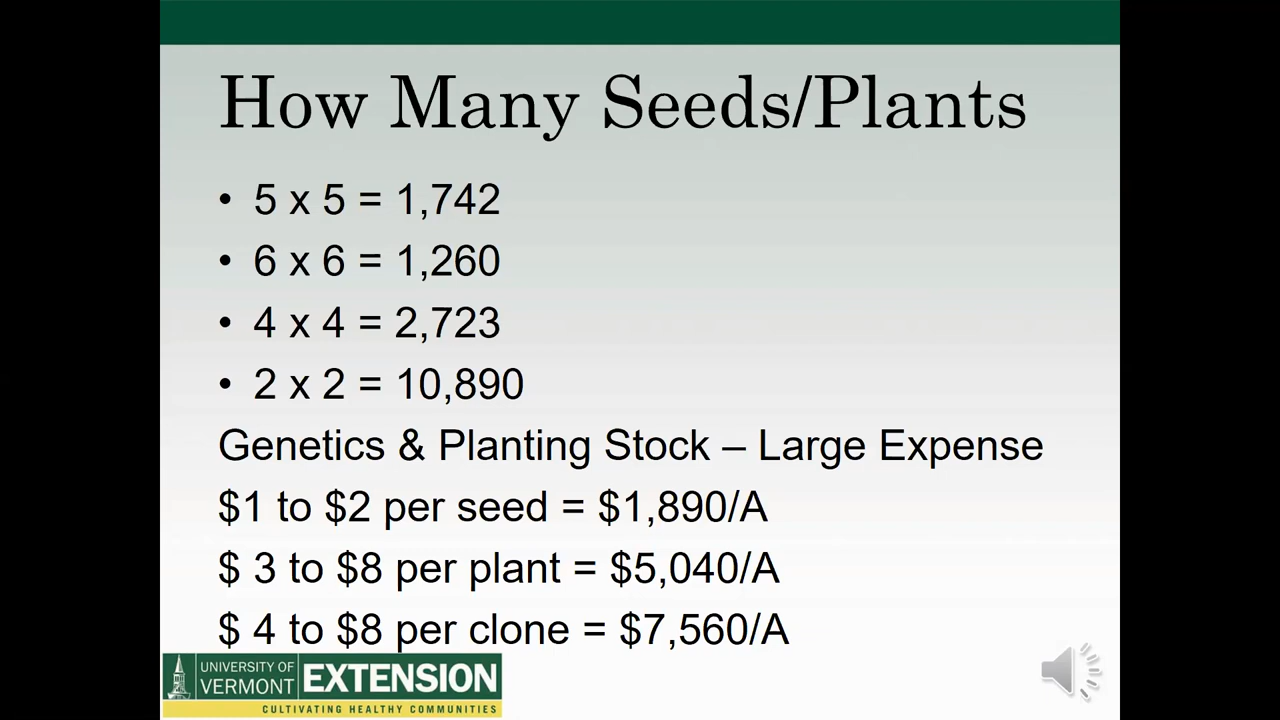 How Many Seeds/Plants
• 5 x 5 = 1,742
• 6 x 6 = 1,260
• 4 x 4 = 2,723
• 2 x 2 = 10,890
Genetics & Planting Stock – Large Expense
$1 to $2 per seed = $1,890/A
$ 3 to $8 per plant = $5,040/A
$ 4 to $8 per clone = $7,560/A
UNIVERSITY OF
VERMONT
EXTENSION
CULTIVATING HEALTHY COMMUNITIES